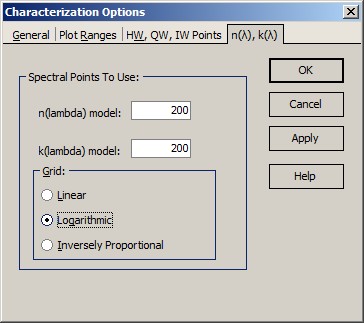 Characterization Options
General
Plot Ranges
HW, QW, IW Points
n(λ), k(λ)
Spectral Points To Use:
n(lambda) model:
200
k(lambda) model:
200
Grid:
Linear
Logarithmic
Inversely Proportional
OK
Cancel
Apply
Help